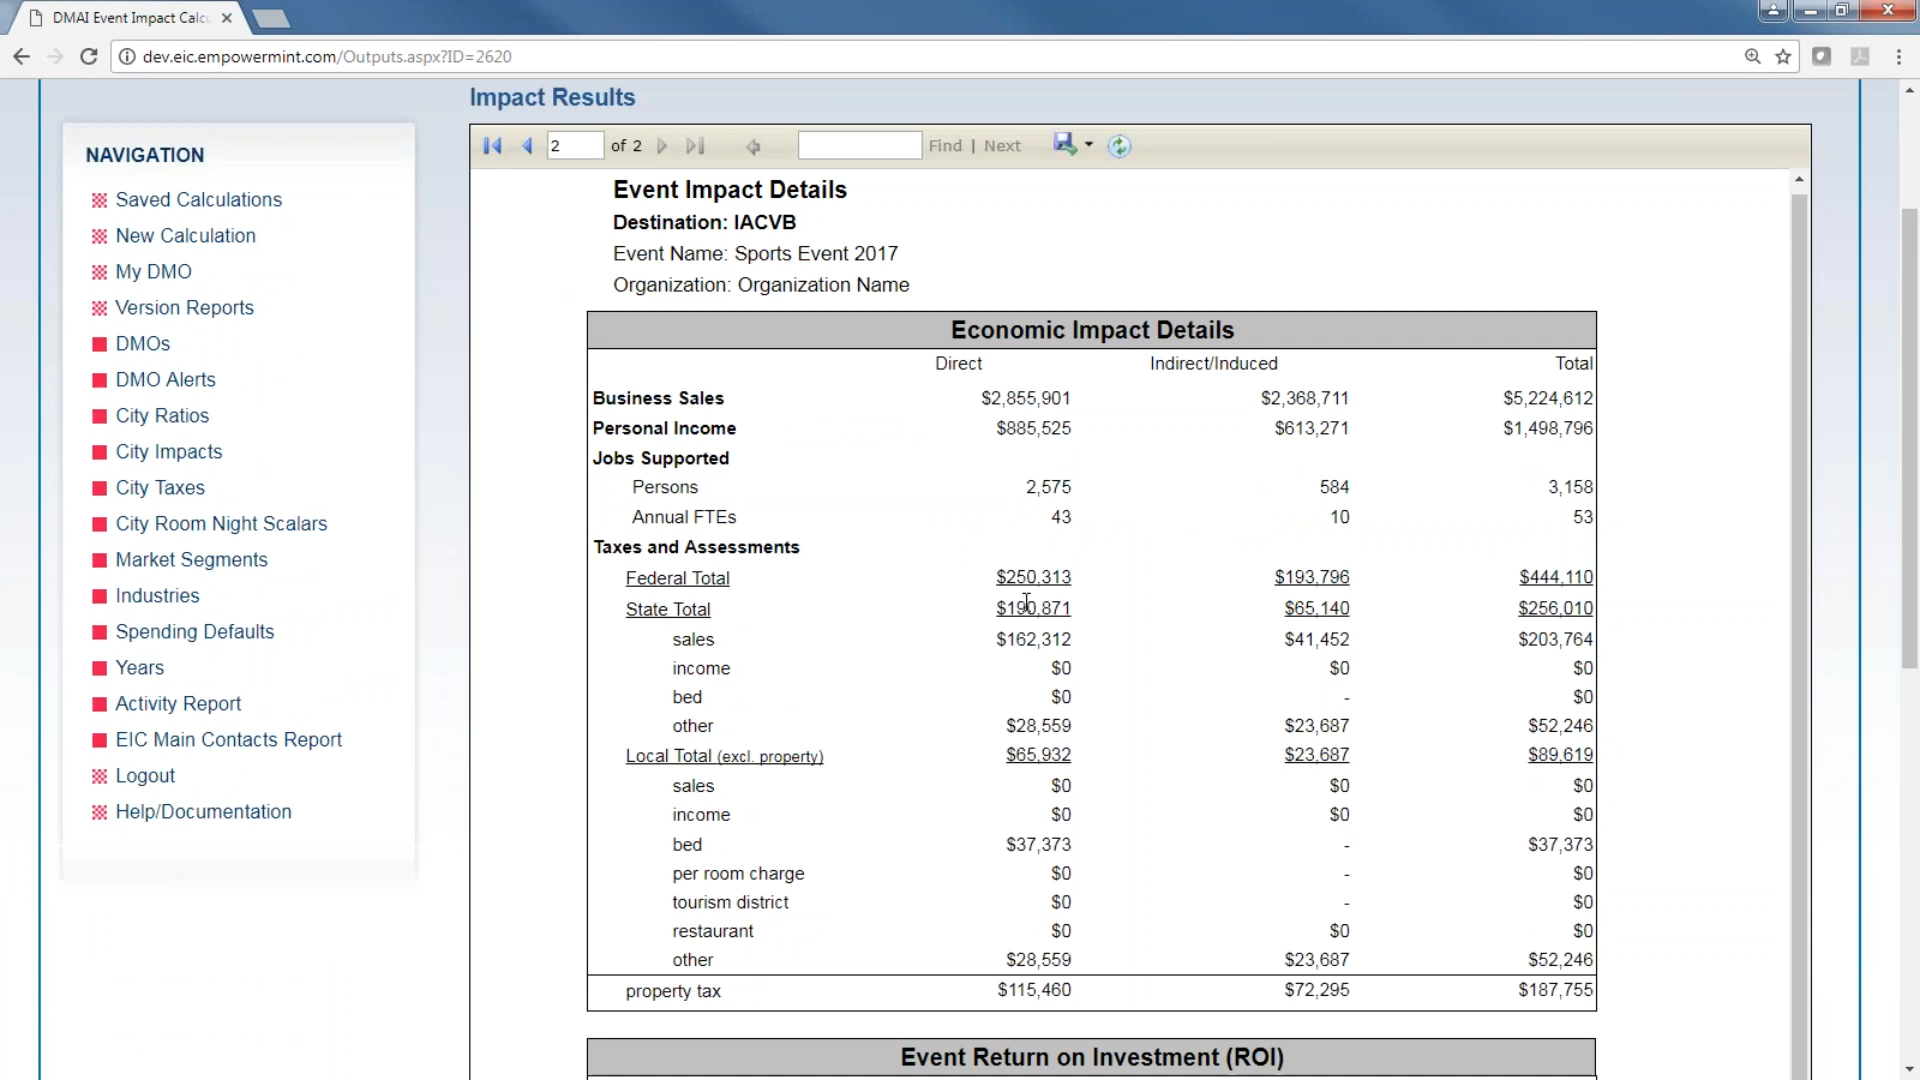 DMAI Event Impact Calcu
dev.eic.empowermint.com/Outputs.aspx?ID=2620
NAVIGATION
Saved Calculations
New Calculation
My DMO
Version Reports
DMOs
DMO Alerts
City Ratios
City Impacts
City Taxes
City Room Night Scalars
Market Segments
Industries
Spending Defaults
Years
Activity Report
EIC Main Contacts Report
Logout
Help/Documentation
Impact Results
2 of 2 Find | Next
Event Impact Details
Destination: IACVB
Event Name: Sports Event 2017
Organization: Organization Name
Economic Impact Details
Direct Indirect/Induced Total
Business Sales $2,855,901 $2,368,711 $5,224,612
Personal Income $885,525 $613,271 $1,498,796
Jobs Supported
Persons 2,575 584 3,158
Annual FTEs 43 10 53
Taxes and Assessments
Federal Total $250,313 $193,796 $444,110
State Total $190,871 $65,140 $256,010
sales $162,312 $41,452 $203,764
income $0 $0 $0
bed $0 - $0
other $28,559 $23,687 $52,246
Local Total (excl. property) $65,932 $23,687 $89,619
sales $0 $0 $0
income $0 $0 $0
bed $37,373 - $37,373
per room charge $0 - $0
tourism district $0 - $0
restaurant $0 $0 $0
other $28,559 $23,687 $52,246
property tax $115,460 $72,295 $187,755
Event Return on Investment (ROI)